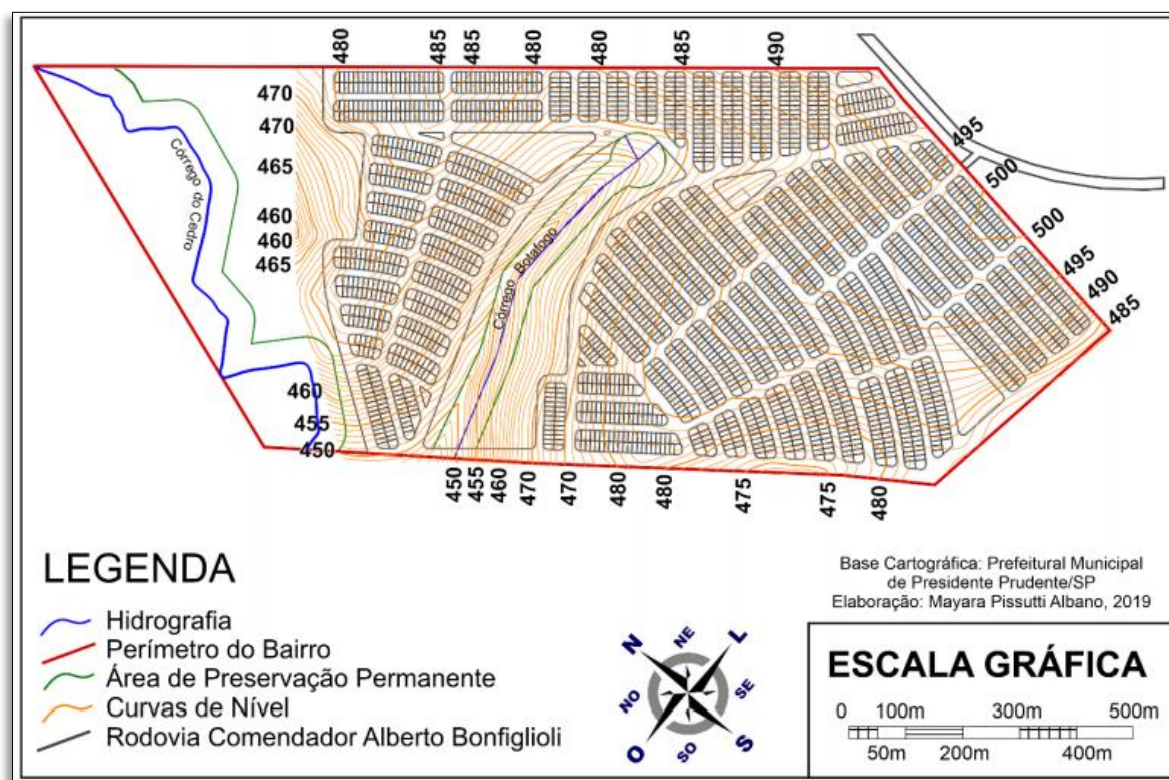 480
485
485
480
480
485
490
470
470
465
460
460
465
460
455
450
495
500
500
495
490
485
Córrego do Cedro
Córrego Botafogo
450
455
460
470
470
480
480
475
475
480
LEGENDA
Hidrografia
Perímetro do Bairro
Área de Preservação Permanente
Curvas de Nível
Rodovia Comendador Alberto Bonfiglioli
N
NE
L
NO
SE
O
SO
S
Base Cartográfica: Prefeitural Municipal
de Presidente Prudente/SP
Elaboração: Mayara Pissutti Albano, 2019
ESCALA GRÁFICA
0 100m 300m 500m
50m 200m 400m